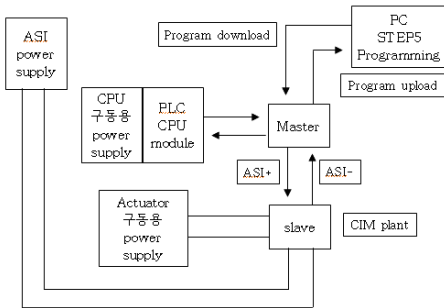 ASI
power
supply
Program download
PC
STEP5
Programming
Program upload
CPU
구동용
power
supply
PLC
CPU
module
Master
ASI+
ASI-
Actuator
구동용
power
supply
slave
CIM plant